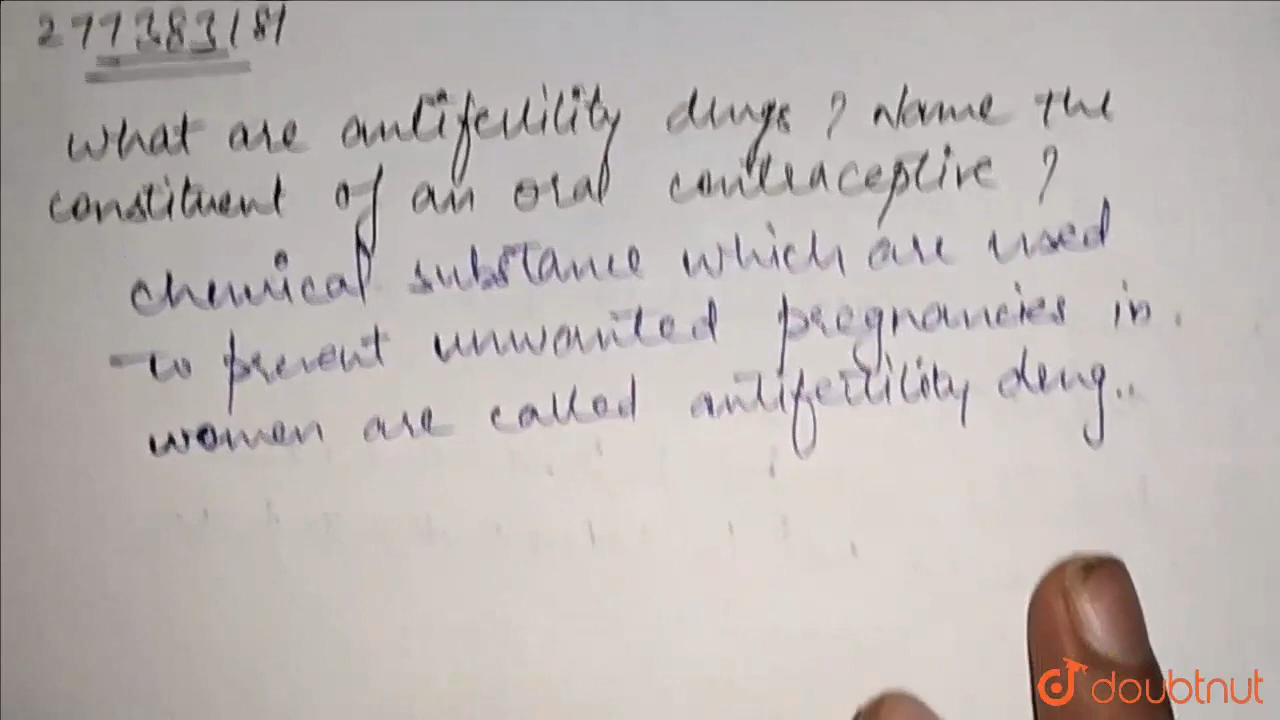 277383181
What are antifertility drugs ? Name the
constituent of an oral contraceptive ?
chemical substance which are used
to prevent unwanted pregnancies in.
women are called antifertility drug..
doubtnut